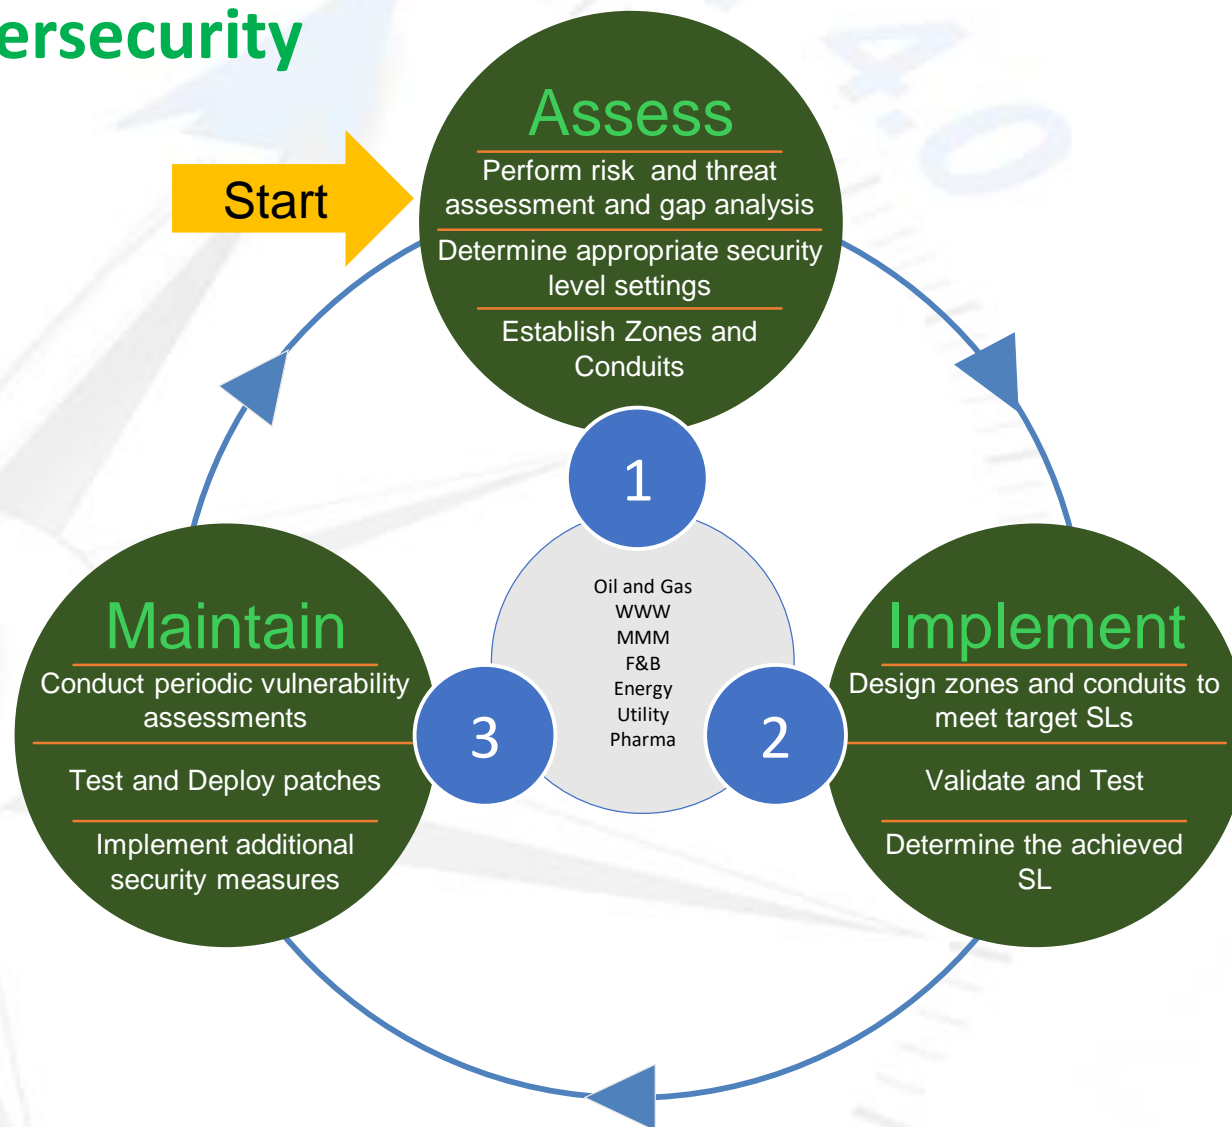 ersecurity
4.0
Start
Assess
Perform risk and threat
assessment and gap analysis
Determine appropriate security
level settings
Establish Zones and
Conduits
1
Oil and Gas
WWW
MMM
F&B
Energy
Utility
Pharma
Implement
Design zones and conduits to
meet target SLs
Validate and Test
Determine the achieved
SL
2
Maintain
Conduct periodic vulnerability
assessments
Test and Deploy patches
Implement additional
security measures
3